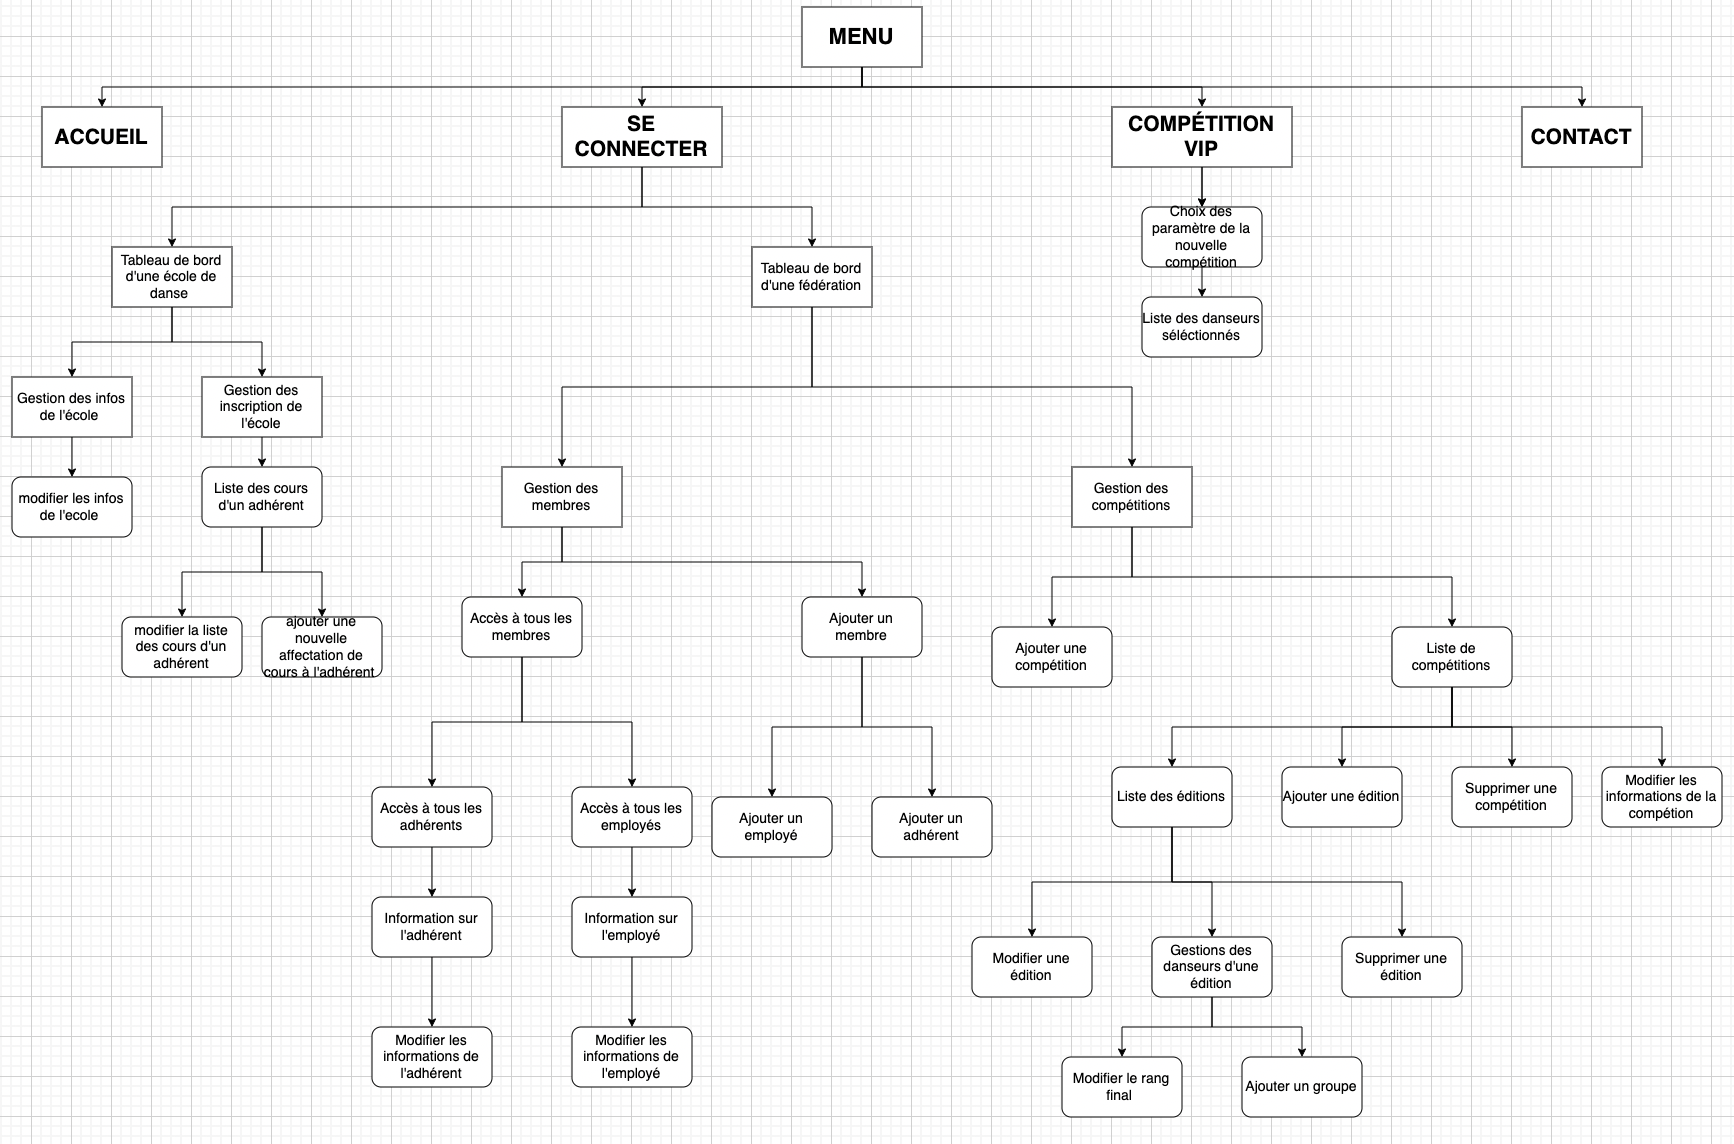 MENU
ACCUEIL
SE
CONNECTER
COMPÉTITION
VIP
CONTACT
Choix des
paramètre de la
nouvelle
compétition
Tableau de bord
d'une école de
danse
Tableau de bord
d'une fédération
Liste des danseurs
séléctionnés
Gestion des infos
de l'école
Gestion des
inscription de
l'école
modifier les infos
de l'ecole
Liste des cours
d'un adhérent
Gestion des
membres
Gestion des
compétitions
modifier la liste
des cours d'un
adhérent
ajouter une
nouvelle
affectation de
cours à l'adhérent
Accès à tous les
membres
Ajouter un
membre
Ajouter une
compétition
Liste de
compétitions
Accès à tous les
adhérents
Accès à tous les
employés
Ajouter un
employé
Ajouter un
adhérent
Liste des éditions
Ajouter une édition
Supprimer une
compétition
Modifier les
informations de la
compétion
Information sur
l'adhérent
Information sur
l'employé
Modifier une
édition
Gestions des
danseurs d'une
édition
Supprimer une
édition
Modifier les
informations de
l'adhérent
Modifier les
informations de
l'employé
Modifier le rang
final
Ajouter un groupe